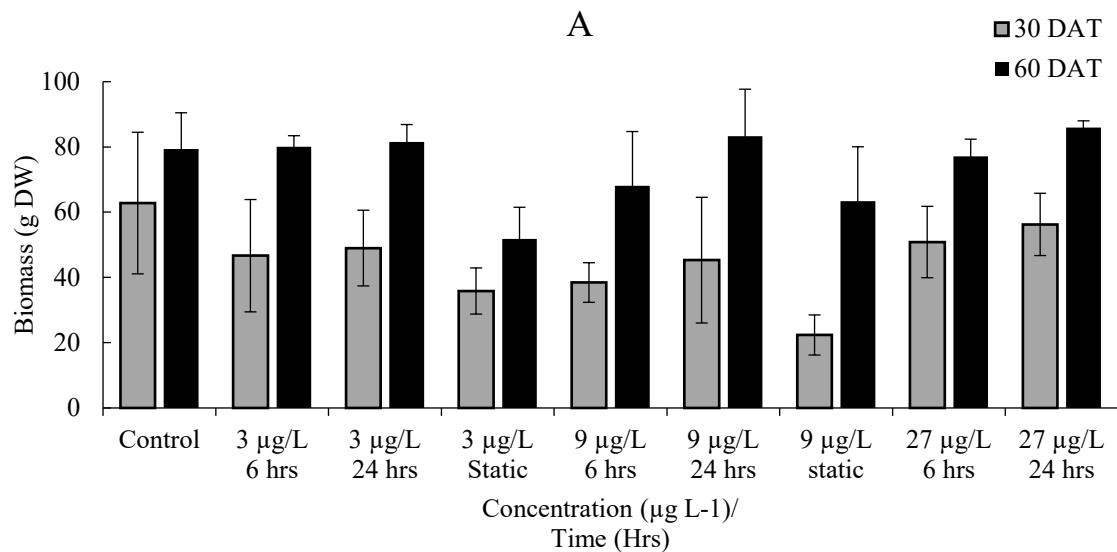 A
30 DAT
60 DAT
Biomass (g DW)
100
80
60
40
20
0
Control
3 µg/L
6 hrs
3 µg/L
24 hrs
3 µg/L
Static
9 µg/L
6 hrs
9 µg/L
24 hrs
9 µg/L
static
27 µg/L
6 hrs
27 µg/L
24 hrs
Concentration (µg L-1)/
Time (Hrs)